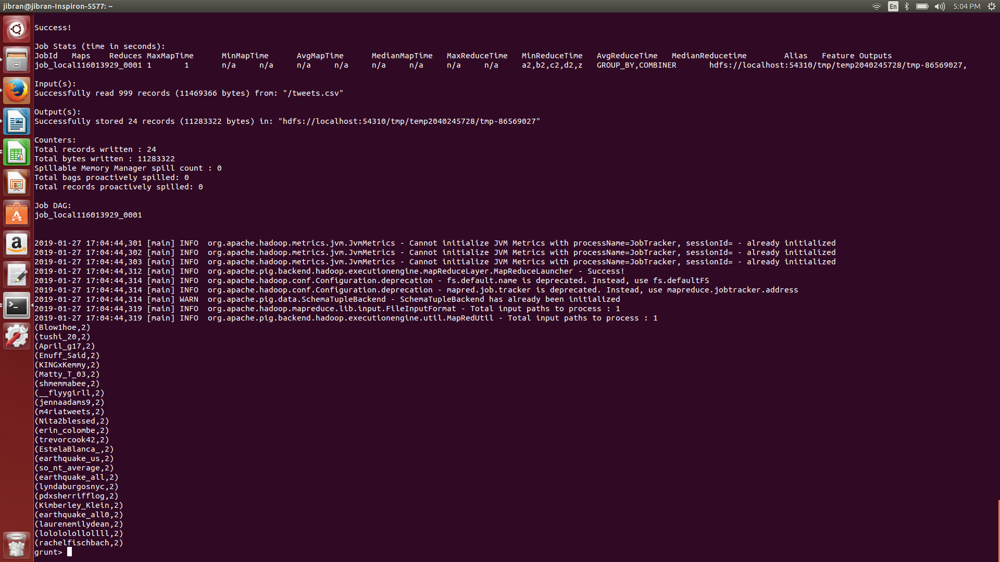 jibran@jibran-Inspiron-5577: ~
En
5:04 PM
Success!
Job Stats (time in seconds):
JobId Maps Reduces MaxMapTime MinMapTime AvgMapTime MedianMapTime MaxReduceTime MinReduceTime AvgReduceTime MedianReducetime Alias Feature Outputs
job_local116013929_0001 1 1 n/a n/a n/a n/a n/a n/a n/a n/a a2,b2,c2,d2,z GROUP_BY,COMBINER hdfs://localhost:54310/tmp/temp2040245728/tmp-86569027,
Input(s):
Successfully read 999 records (11469366 bytes) from: "/tweets.csv"
Output(s):
Successfully stored 24 records (11283322 bytes) in: "hdfs://localhost:54310/tmp/temp2040245728/tmp-86569027"
Counters:
Total records written : 24
Total bytes written : 11283322
Spillable Memory Manager spill count : 0
Total bags proactively spilled: 0
Total records proactively spilled: 0
Job DAG:
job_local116013929_0001
2019-01-27 17:04:44,301 [main] INFO  org.apache.hadoop.metrics.jvm.JvmMetrics - Cannot initialize JVM Metrics with processName=JobTracker, sessionId= - already initialized
2019-01-27 17:04:44,302 [main] INFO  org.apache.hadoop.metrics.jvm.JvmMetrics - Cannot initialize JVM Metrics with processName=JobTracker, sessionId= - already initialized
2019-01-27 17:04:44,303 [main] INFO  org.apache.hadoop.metrics.jvm.JvmMetrics - Cannot initialize JVM Metrics with processName=JobTracker, sessionId= - already initialized
2019-01-27 17:04:44,312 [main] INFO  org.apache.pig.backend.hadoop.executionengine.mapReduceLayer.MapReduceLauncher - Success!
2019-01-27 17:04:44,314 [main] INFO  org.apache.hadoop.conf.Configuration.deprecation - fs.default.name is deprecated. Instead, use fs.defaultFS
2019-01-27 17:04:44,314 [main] INFO  org.apache.hadoop.conf.Configuration.deprecation - mapred.job.tracker is deprecated. Instead, use mapreduce.jobtracker.address
2019-01-27 17:04:44,314 [main] WARN  org.apache.pig.data.SchemaTupleBackend - SchemaTupleBackend has already been initialized
2019-01-27 17:04:44,319 [main] INFO  org.apache.hadoop.mapreduce.lib.input.FileInputFormat - Total input paths to process : 1
2019-01-27 17:04:44,319 [main] INFO  org.apache.pig.backend.hadoop.executionengine.util.MapRedUtil - Total input paths to process : 1
(Blow1hoe,2)
(tushi_20,2)
(April_g17,2)
(Enuff_Said,2)
(KINGxKemmy,2)
(Matty_T_03,2)
(shmemmabee,2)
(__flyygirll,2)
(jennaadams9,2)
(m4riatweets,2)
(Nita2blessed,2)
(erin_colombe,2)
(trevorcook42,2)
(EstelaBlanca_,2)
(earthquake_us,2)
(so_nt_average,2)
(earthquake_all,2)
(lyndaburgosnyc,2)
(pdxsherrifflog,2)
(Kimberley_Klein,2)
(earthquake_all0,2)
(laurenemilydean,2)
(lolololollollll,2)
(rachelfischbach,2)
grunt>